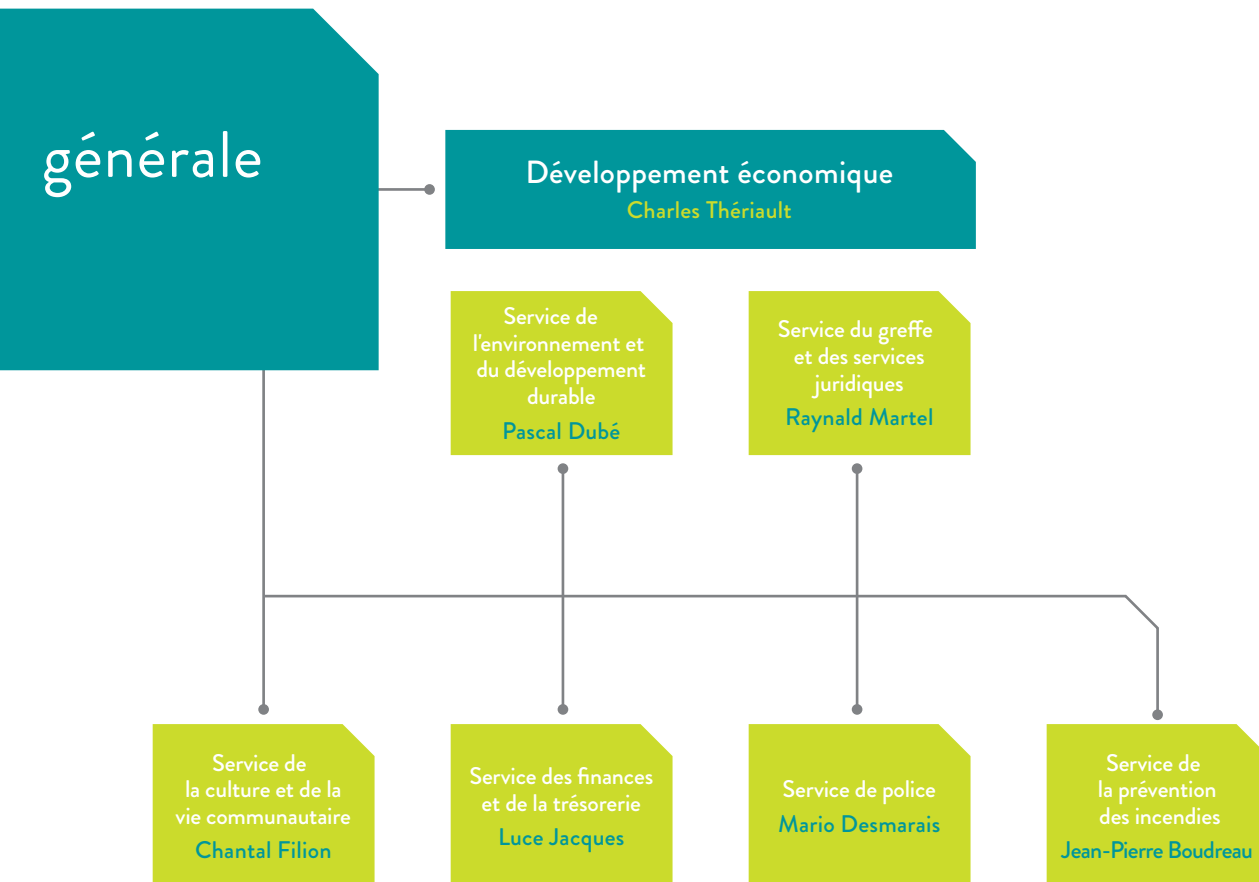 générale
Développement économique
Charles Thériault
Service de
l'environnement et
du développement
durable
Pascal Dubé
Service du greffe
et des services
juridiques
Raynald Martel
Service de
la culture et de la
vie communautaire
Chantal Filion
Service des finances
et de la trésorerie
Luce Jacques
Service de police
Mario Desmarais
Service de
la prévention
des incendies
Jean-Pierre Boudreau